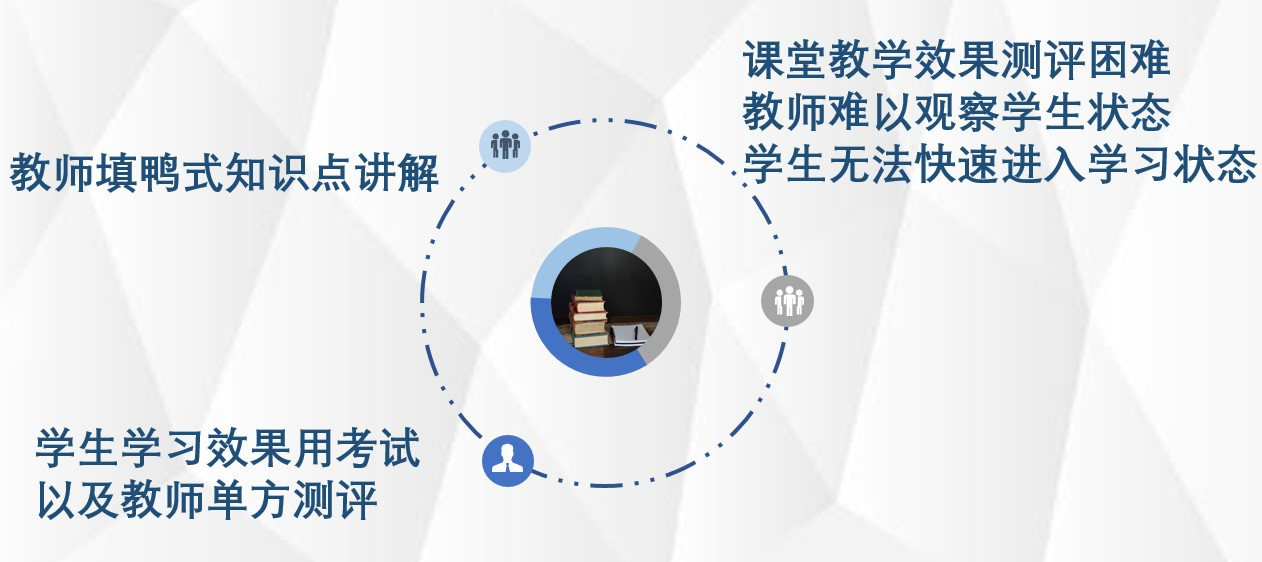 课堂教学效果测评困难
教师难以观察学生状态
学生无法快速进入学习状态
教师填鸭式知识点讲解
学生学习效果用考试
以及教师单方测评